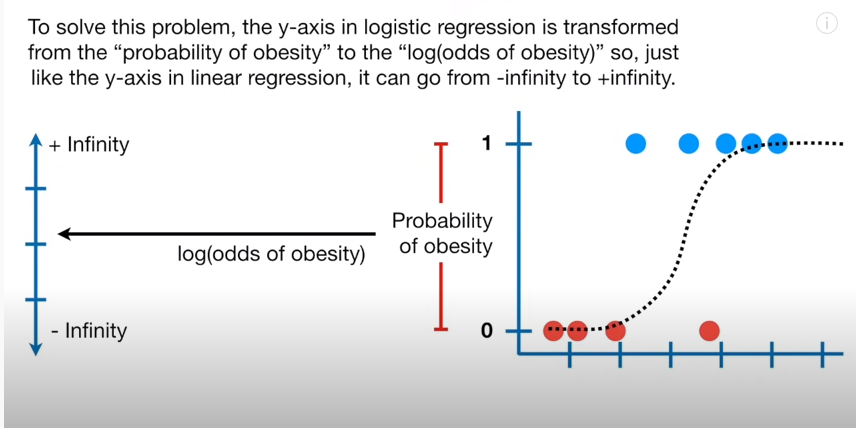 To solve this problem, the y-axis in logistic regression is transformed
from the “probability of obesity” to the “log(odds of obesity)” so, just
like the y-axis in linear regression, it can go from -infinity to +infinity.
+ Infinity
log(odds of obesity)
- Infinity
Probability
of obesity
1
0